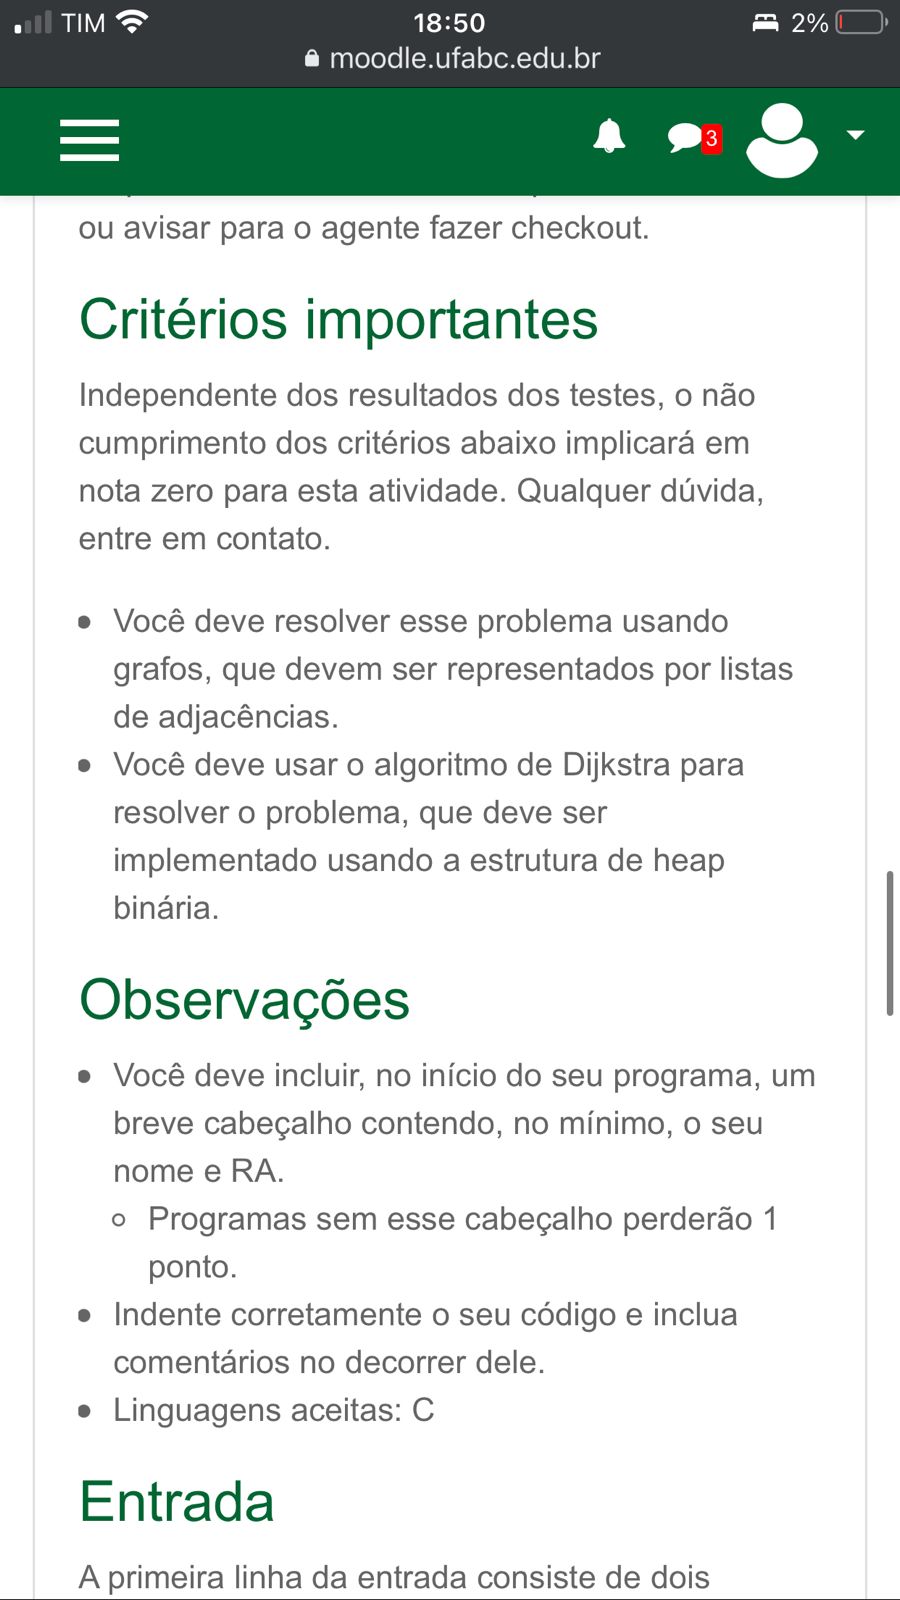 TIM 18:50 2%
moodle.ufabc.edu.br
3
ou avisar para o agente fazer checkout.
Critérios importantes
Independente dos resultados dos testes, o não
cumprimento dos critérios abaixo implicará em
nota zero para esta atividade. Qualquer dúvida,
entre em contato.
Você deve resolver esse problema usando
grafos, que devem ser representados por listas
de adjacências.
Você deve usar o algoritmo de Dijkstra para
resolver o problema, que deve ser
implementado usando a estrutura de heap
binária.
Observações
Você deve incluir, no início do seu programa, um
breve cabeçalho contendo, no mínimo, o seu
nome e RA.
Programas sem esse cabeçalho perderão 1
ponto.
Indente corretamente o seu código e inclua
comentários no decorrer dele.
Linguagens aceitas: C
Entrada
A primeira linha da entrada consiste de dois